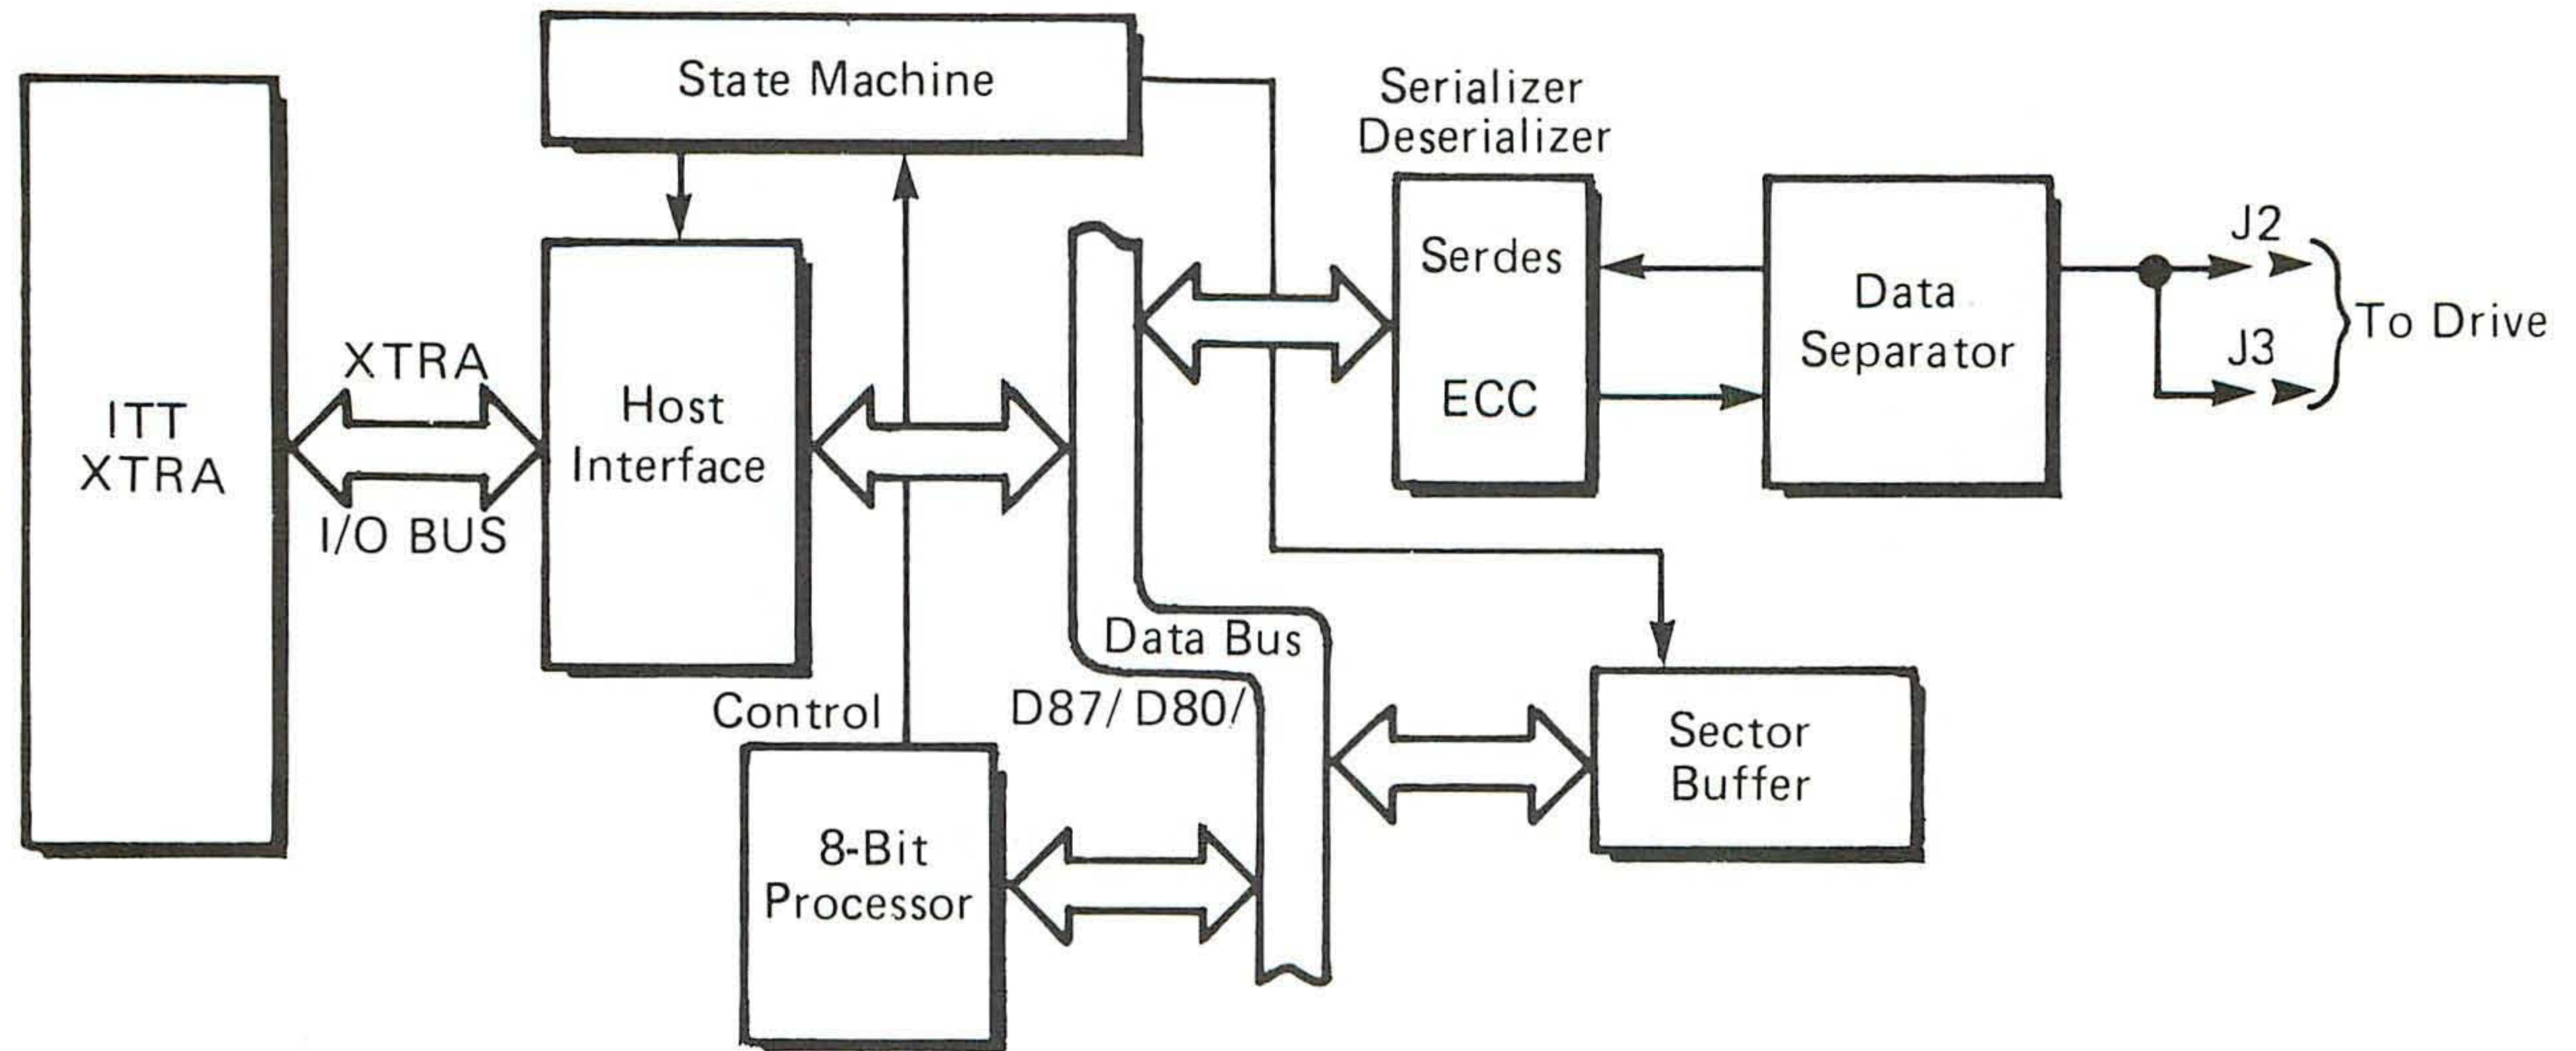 State Machine
Serializer
Deserializer
ITT
XTRA
XTRA
I/O BUS
Host
Interface
Serdes
ECC
Data
Separator
J2
J3
To Drive
Data Bus
D87/ D80/
Control
8-Bit
Processor
Sector
Buffer